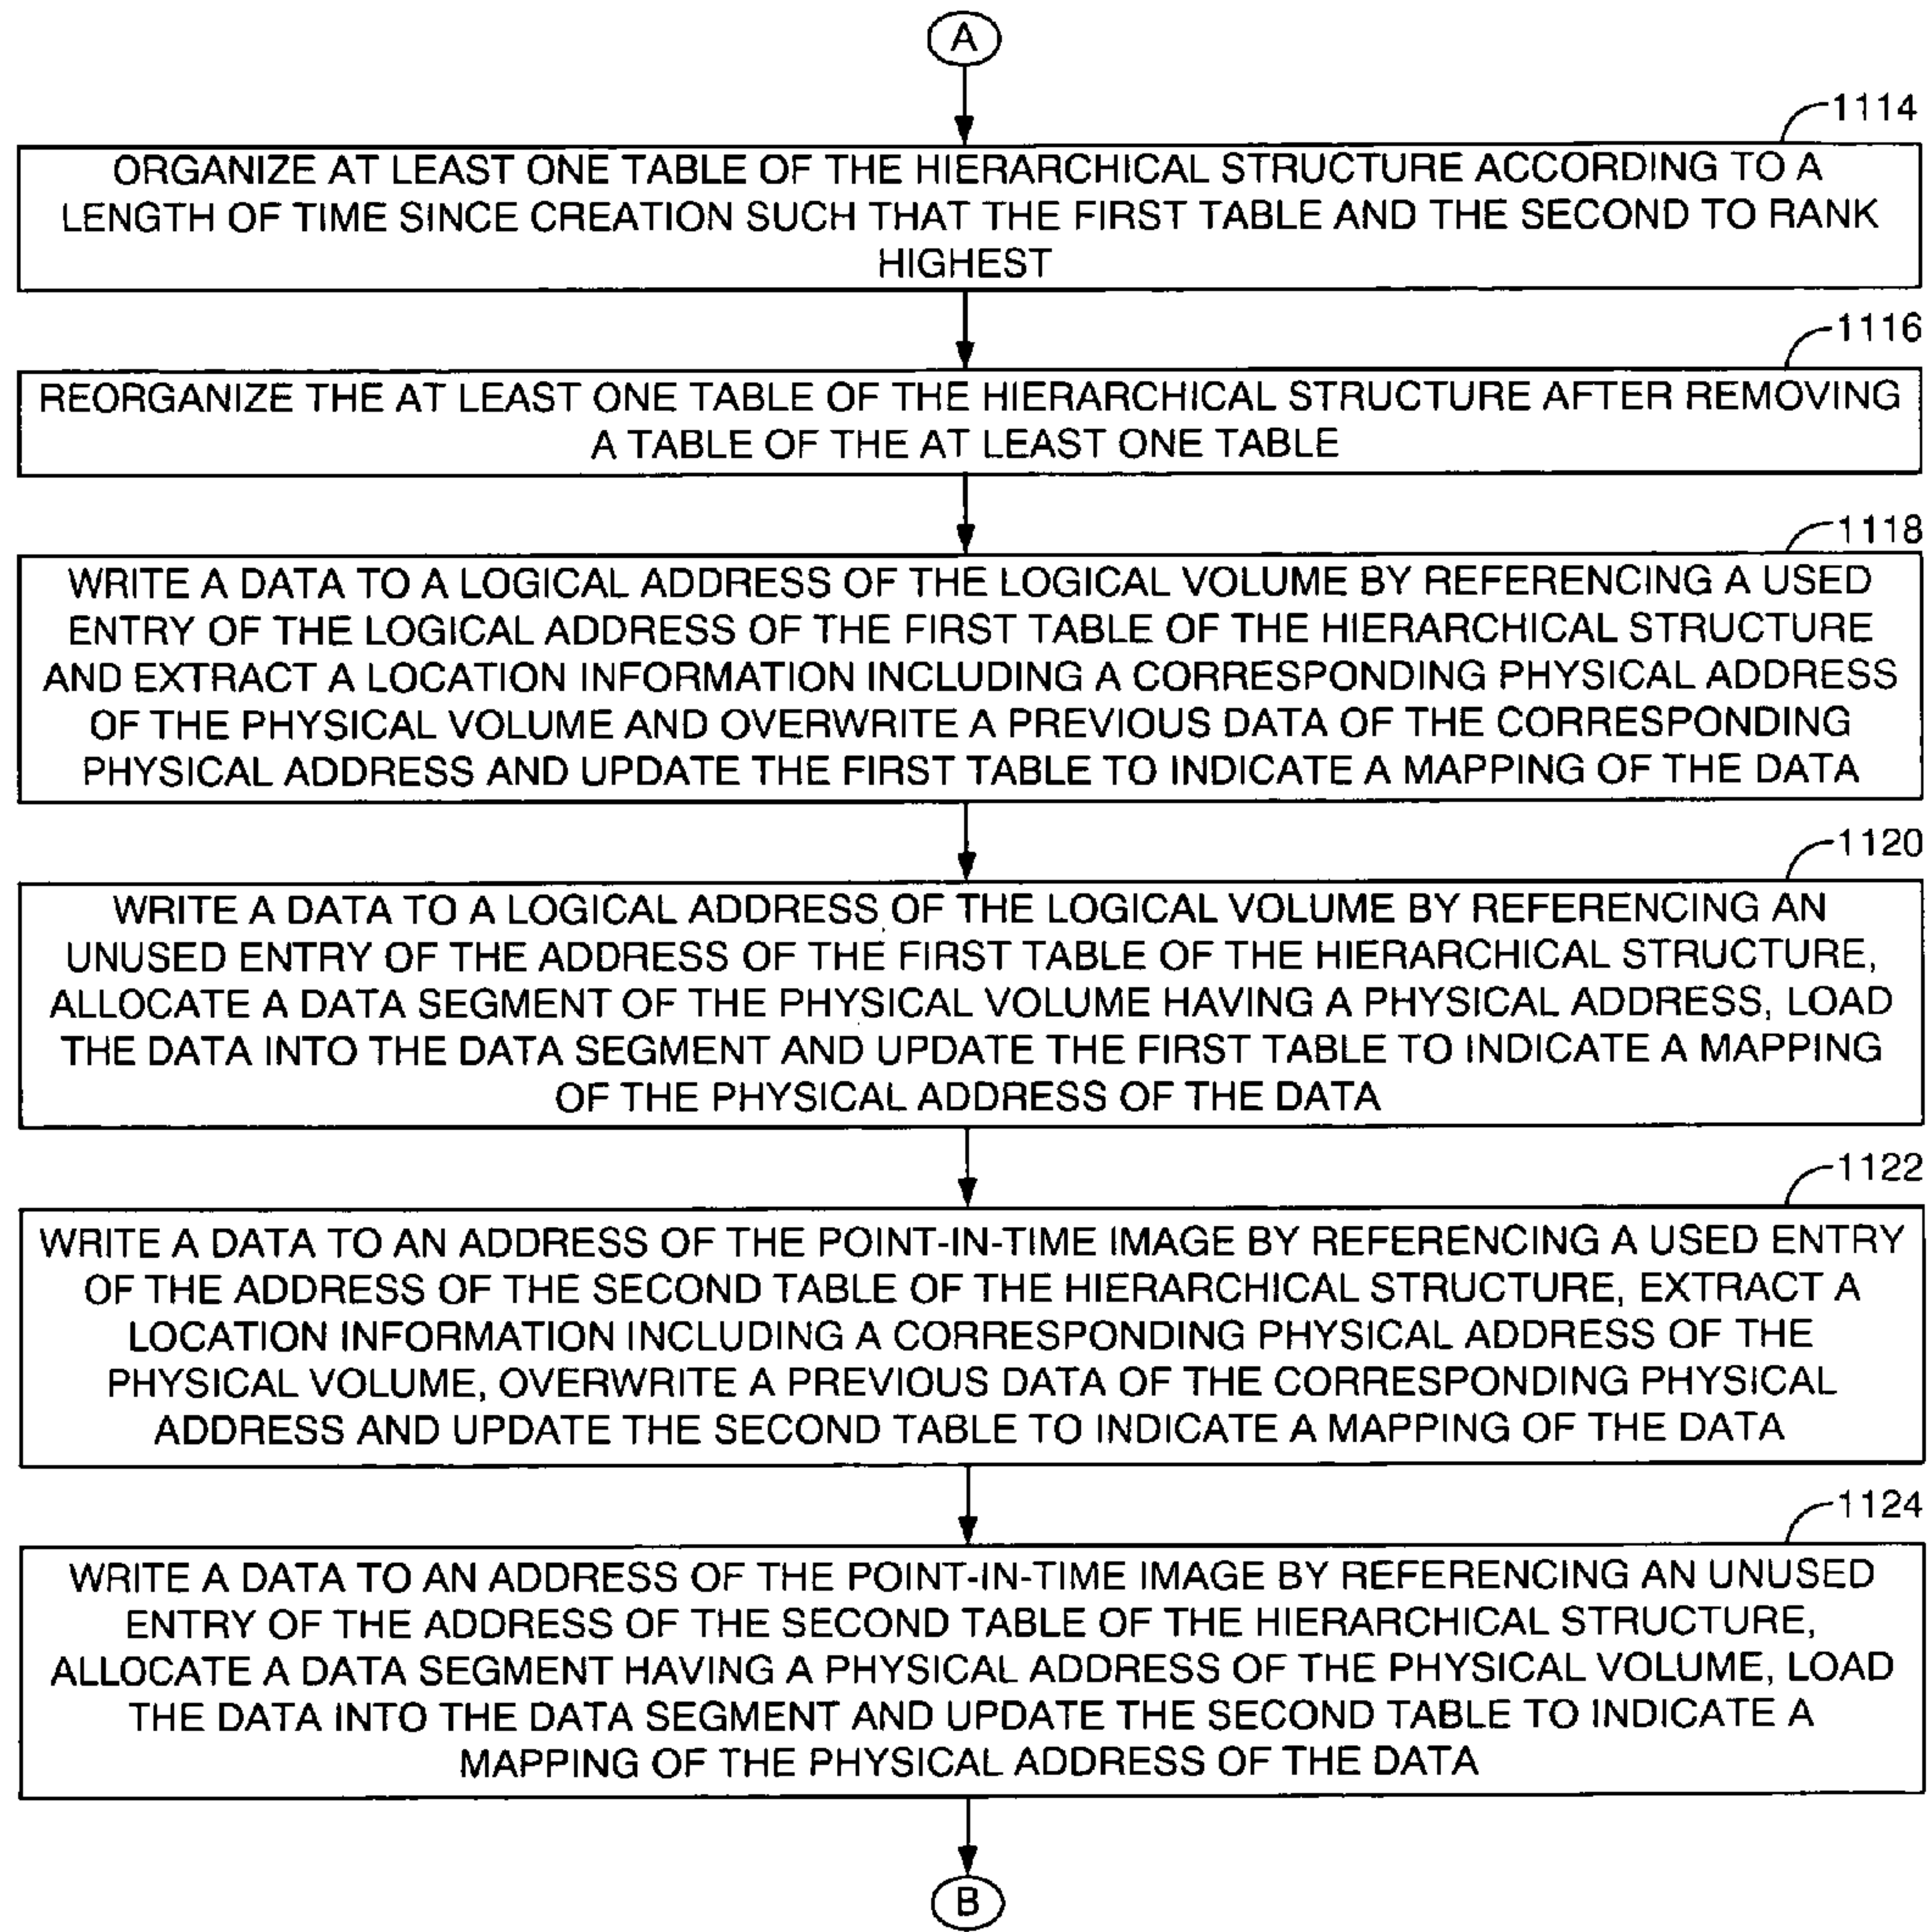 A
1114
ORGANIZE AT LEAST ONE TABLE OF THE HIERARCHICAL STRUCTURE ACCORDING TO A
LENGTH OF TIME SINCE CREATION SUCH THAT THE FIRST TABLE AND THE SECOND TO RANK
HIGHEST
1116
REORGANIZE THE AT LEAST ONE TABLE OF THE HIERARCHICAL STRUCTURE AFTER REMOVING
A TABLE OF THE AT LEAST ONE TABLE
1118
WRITE A DATA TO A LOGICAL ADDRESS OF THE LOGICAL VOLUME BY REFERENCING A USED
ENTRY OF THE LOGICAL ADDRESS OF THE FIRST TABLE OF THE HIERARCHICAL STRUCTURE
AND EXTRACT A LOCATION INFORMATION INCLUDING A CORRESPONDING PHYSICAL ADDRESS
OF THE PHYSICAL VOLUME AND OVERWRITE A PREVIOUS DATA OF THE CORRESPONDING
PHYSICAL ADDRESS AND UPDATE THE FIRST TABLE TO INDICATE A MAPPING OF THE DATA
1120
WRITE A DATA TO A LOGICAL ADDRESS OF THE LOGICAL VOLUME BY REFERENCING AN
UNUSED ENTRY OF THE ADDRESS OF THE FIRST TABLE OF THE HIERARCHICAL STRUCTURE,
ALLOCATE A DATA SEGMENT OF THE PHYSICAL VOLUME HAVING A PHYSICAL ADDRESS, LOAD
THE DATA INTO THE DATA SEGMENT AND UPDATE THE FIRST TABLE TO INDICATE A MAPPING
OF THE PHYSICAL ADDRESS OF THE DATA
1122
WRITE A DATA TO AN ADDRESS OF THE POINT-IN-TIME IMAGE BY REFERENCING A USED ENTRY
OF THE ADDRESS OF THE SECOND TABLE OF THE HIERARCHICAL STRUCTURE, EXTRACT A
LOCATION INFORMATION INCLUDING A CORRESPONDING PHYSICAL ADDRESS OF THE
PHYSICAL VOLUME, OVERWRITE A PREVIOUS DATA OF THE CORRESPONDING PHYSICAL
ADDRESS AND UPDATE THE SECOND TABLE TO INDICATE A MAPPING OF THE DATA
1124
WRITE A DATA TO AN ADDRESS OF THE POINT-IN-TIME IMAGE BY REFERENCING AN UNUSED
ENTRY OF THE ADDRESS OF THE SECOND TABLE OF THE HIERARCHICAL STRUCTURE,
ALLOCATE A DATA SEGMENT HAVING A PHYSICAL ADDRESS OF THE PHYSICAL VOLUME, LOAD
THE DATA INTO THE DATA SEGMENT AND UPDATE THE SECOND TABLE TO INDICATE A
MAPPING OF THE PHYSICAL ADDRESS OF THE DATA
B